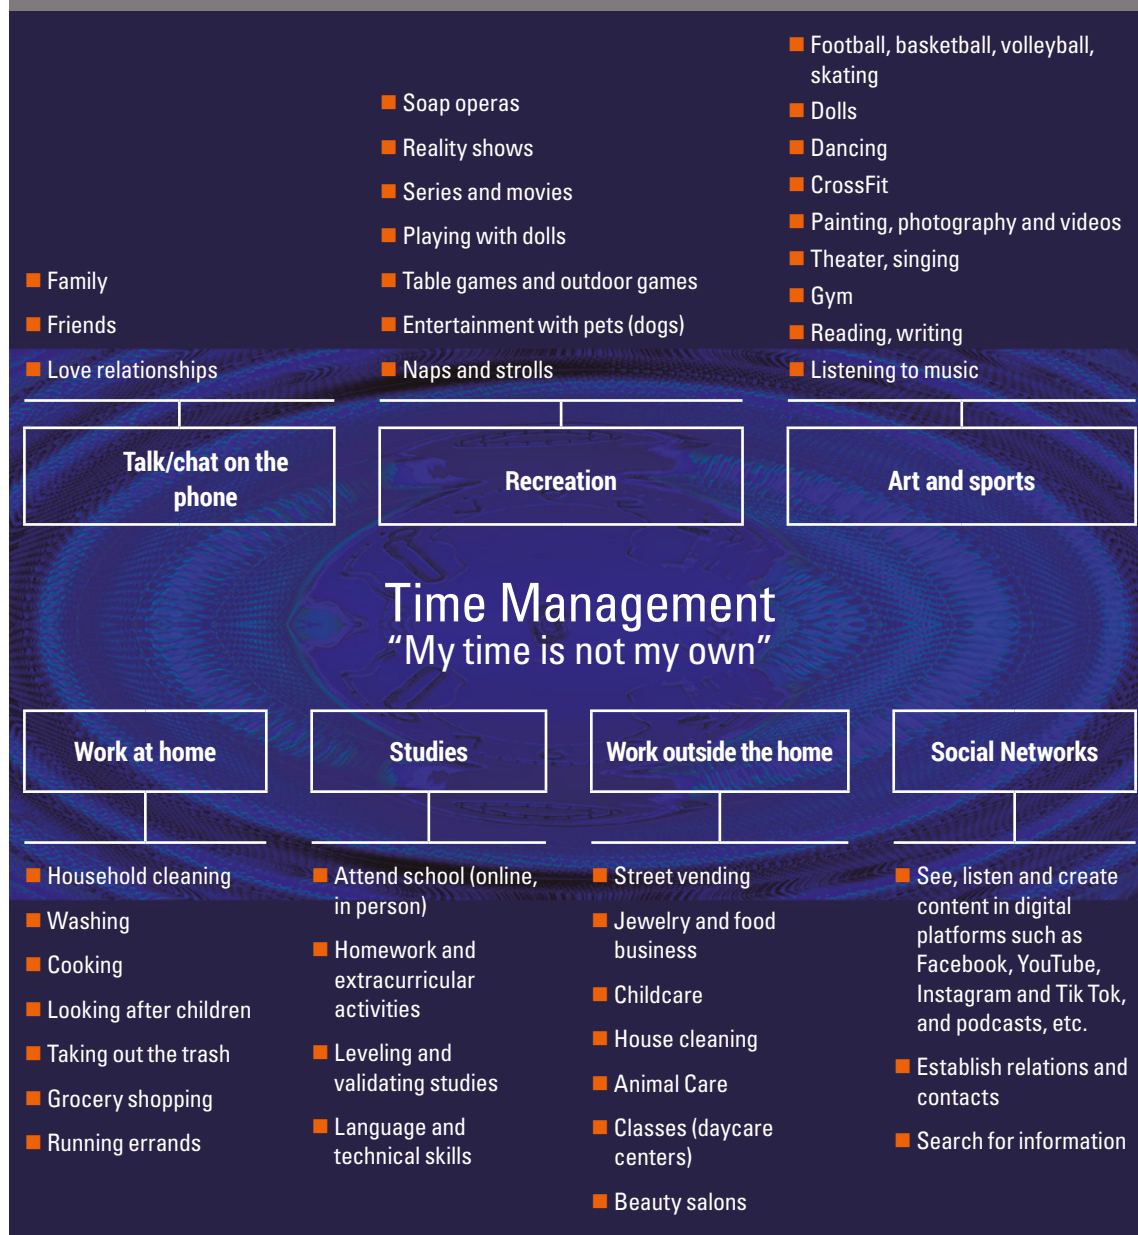 Family
Friends
Love relationships
Talk/chat on the
phone
Soap operas
Reality shows
Series and movies
Playing with dolls
Table games and outdoor games
Entertainment with pets (dogs)
Naps and strolls
Recreation
Football, basketball, volleyball,
skating
Dolls
Dancing
CrossFit
Painting, photography and videos
Theater, singing
Gym
Reading, writing
Listening to music
Art and sports
Time Management
“My time is not my own”
Work at home
Household cleaning
Washing
Cooking
Looking after children
Taking out the trash
Grocery shopping
Running errands
Studies
Attend school (online,
in person)
Homework and
extracurricular
activities
Leveling and
validating studies
Language and
technical skills
Work outside the home
Street vending
Jewelry and food
business
Childcare
House cleaning
Animal Care
Classes (daycare
centers)
Beauty salons
Social Networks
See, listen and create
content in digital
platforms such as
Facebook, YouTube,
Instagram and Tik Tok,
and podcasts, etc.
Establish relations and
contacts
Search for information